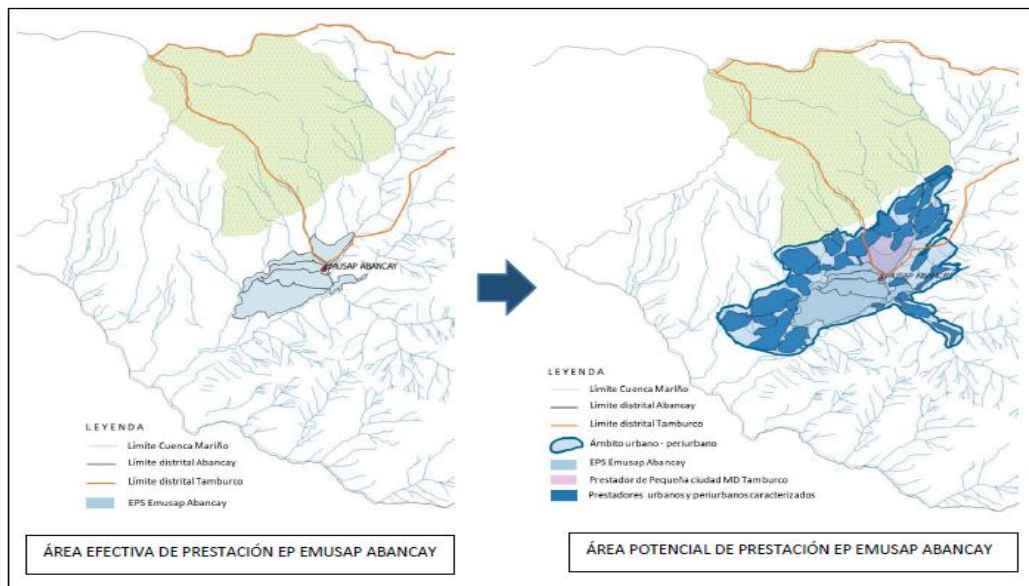 EMUSAP ABANCAY
LEYENDA
Límite Cuenca Mariño
Límite distrital Abancay
Límite distrital Tamburco
EPS Emusap Abancay
ÁREA EFECTIVA DE PRESTACIÓN EP EMUSAP ABANCAY
EMUSAP ABANCAY
LEYENDA
Límite Cuenca Mariño
Límite distrital Abancay
Límite distrital Tamburco
Ámbito urbano - periurbano
EPS Emusap Abancay
Prestador de Pequeña ciudad MD Tamburco
Prestadores urbanos y periurbanos caracterizados
ÁREA POTENCIAL DE PRESTACIÓN EP EMUSAP ABANCAY